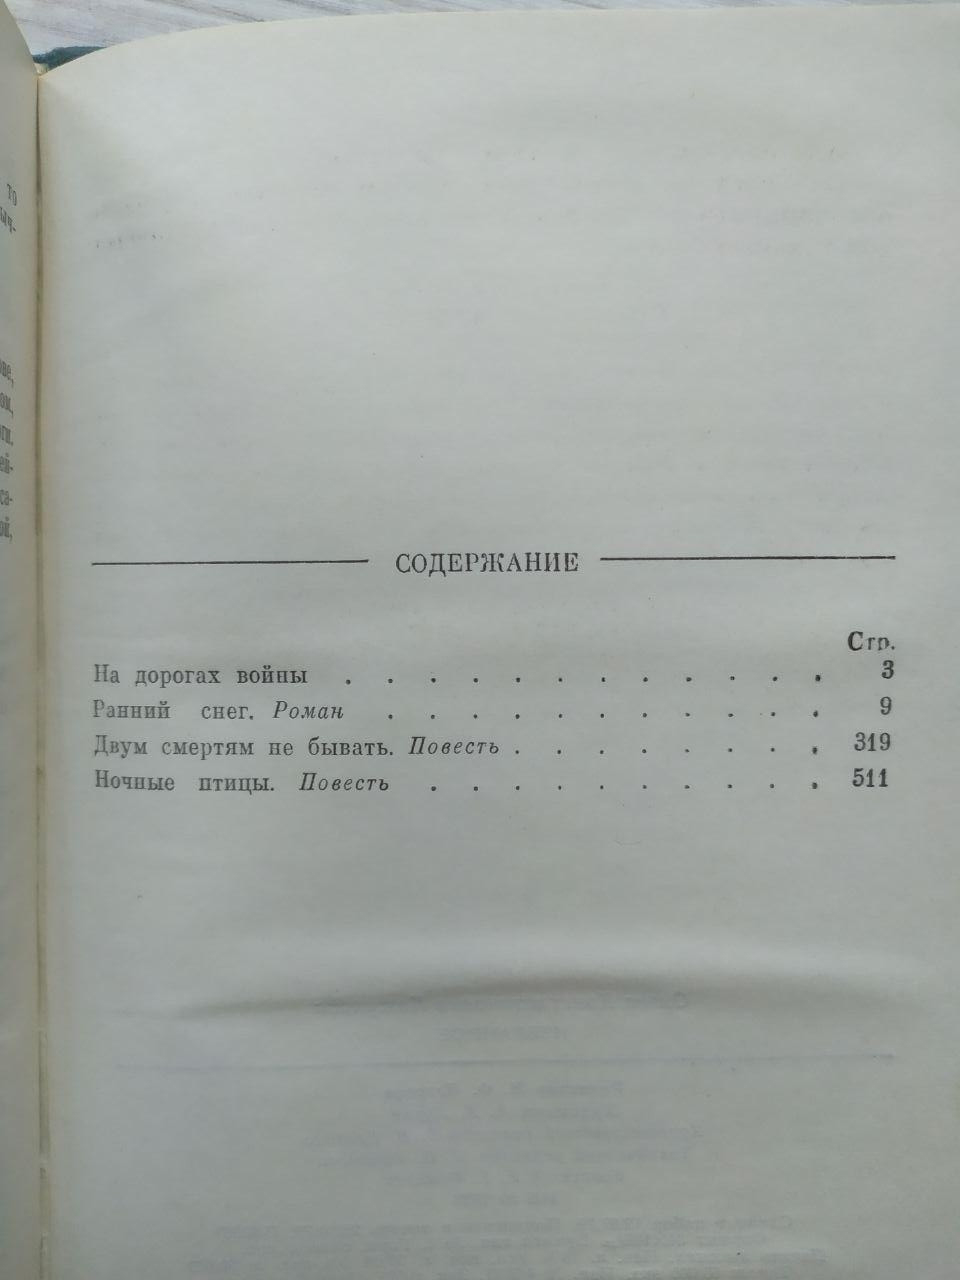 то
СОДЕРЖАНИЕ
Стр.
На дорогах войны . . . . . . . . . . . . 3
Ранний снег. Роман . . . . . . . . . . . 9
Двум смертям не бывать. Повесть . . . . . . . . 319
Ночные птицы. Повесть . . . . . . . . . . 511